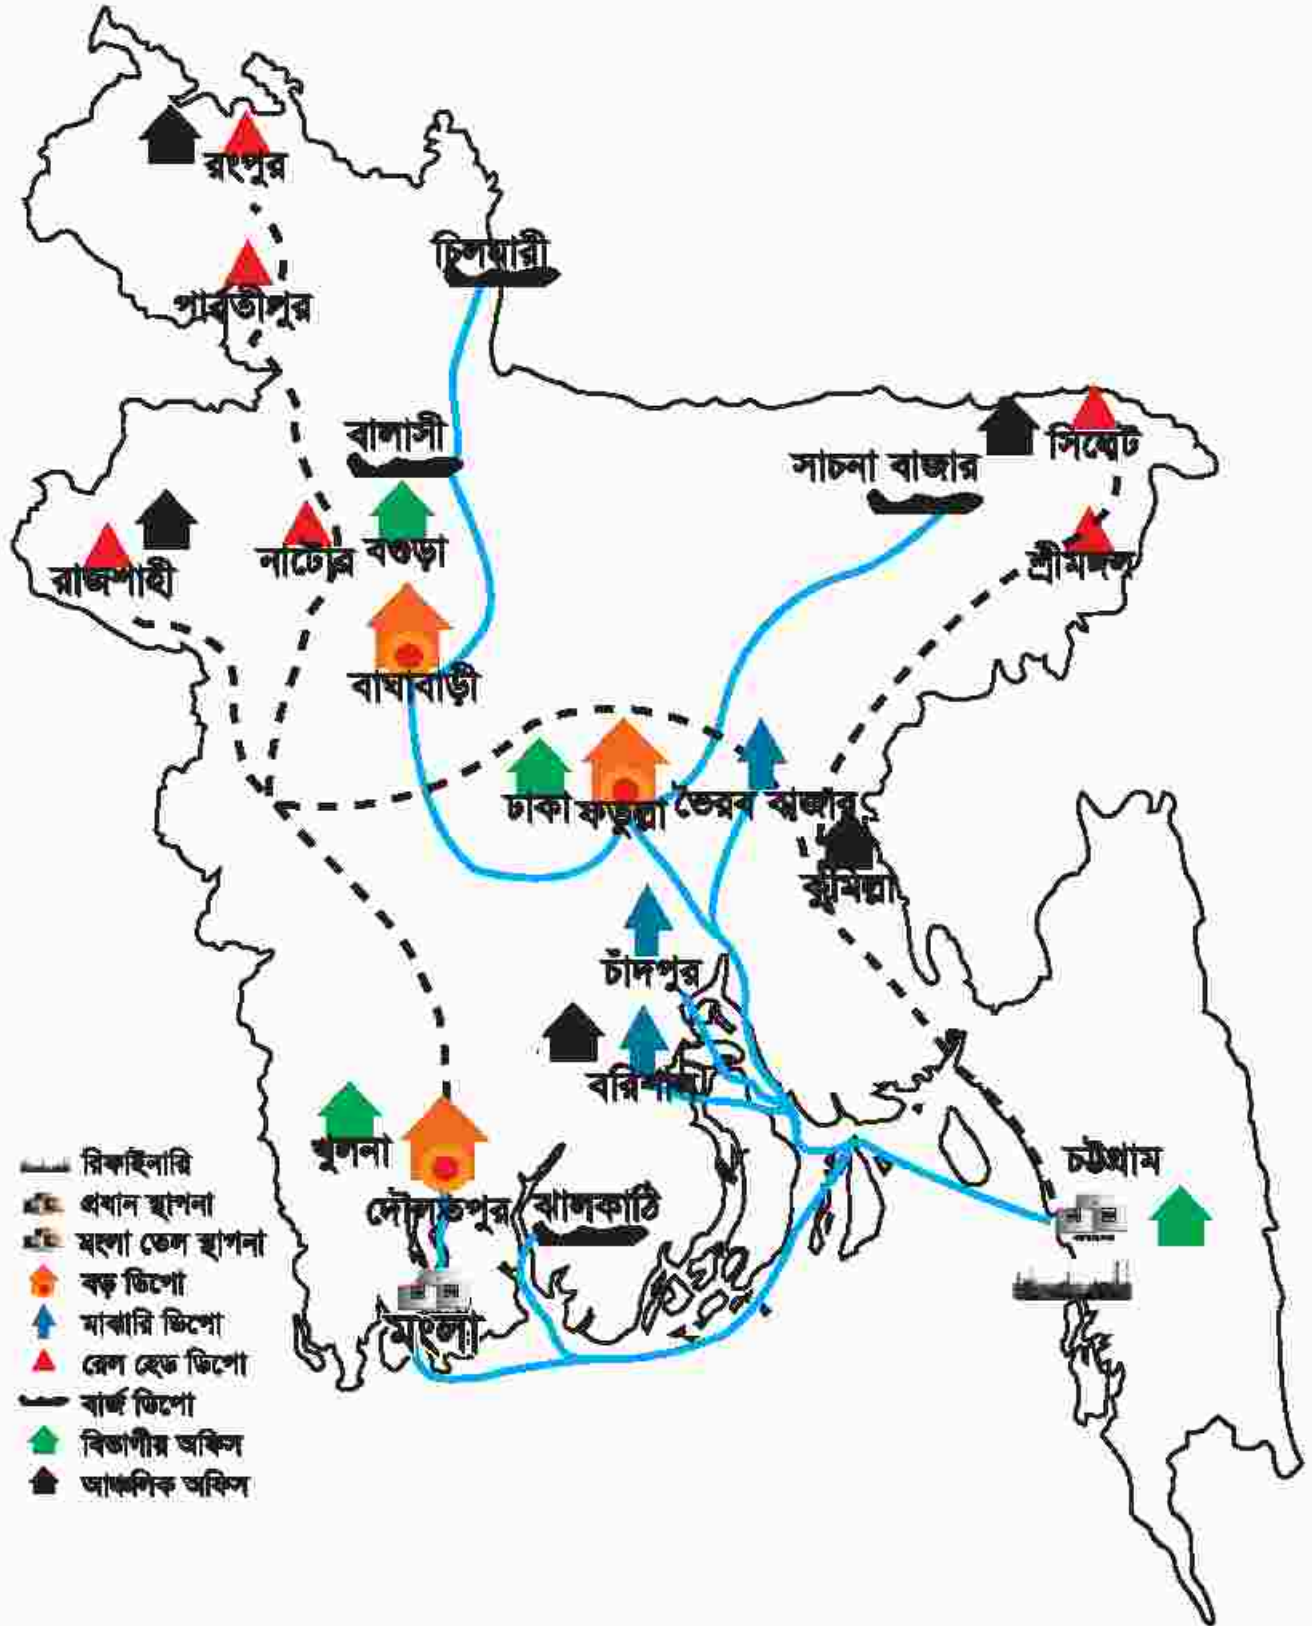 রংপুর
পার্বতীপুর
চিলমারী
বালাসী
সাচনা বাজার
সিলেট
রাজশাহী
নাটোর
বগুড়া
শ্রীমঙ্গল
বাঘাবাড়ী
ঢাকা
ফতুল্লা
ভৈরব বাজার
কুমিল্লা
চাঁদপুর
বরিশাল
খুলনা
দৌলতপুর
ঝালকাঠি
চট্টগ্রাম
মংলা
রিফাইনারি
প্রধান স্থাপনা
মংলা তেল স্থাপনা
বড় ডিপো
মাঝারি ডিপো
রেল হেড ডিপো
বার্জ ডিপো
বিভাগীয় অফিস
আঞ্চলিক অফিস